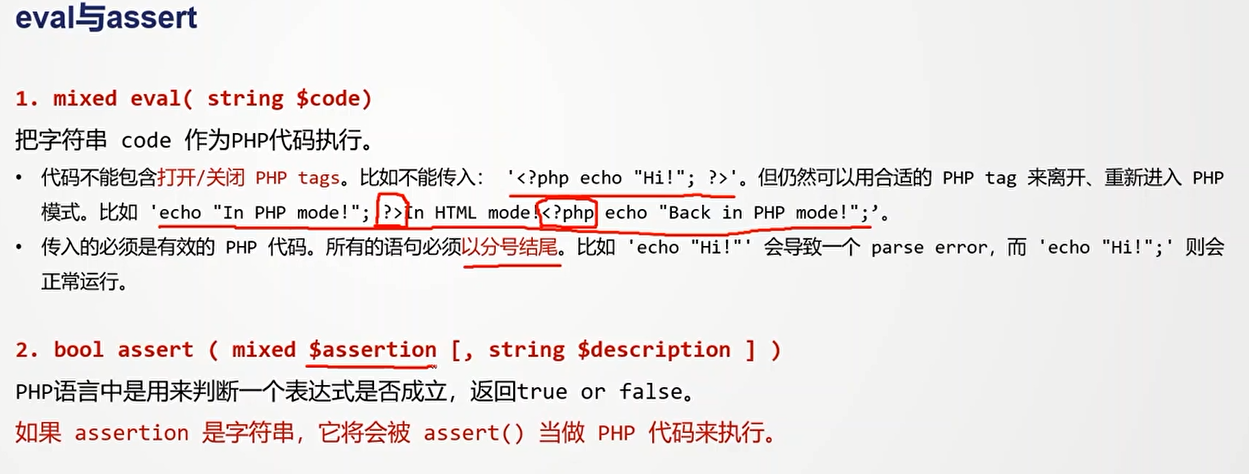 eval与assert
1. mixed eval( string $code)
把字符串 code 作为PHP代码执行。
• 代码不能包含打开/关闭 PHP tags。比如不能传入： '<?php echo "Hi!"; ?>'。但仍然可以用合适的 PHP tag 来离开、重新进入 PHP
模式。比如 'echo "In PHP mode!"; ?>In HTML mode!<?php echo "Back in PHP mode!";’。
• 传入的必须是有效的 PHP 代码。所有的语句必须以分号结尾。比如 'echo "Hi!"' 会导致一个 parse error，而 'echo "Hi!";' 则会
正常运行。
2. bool assert ( mixed $assertion [, string $description ] )
PHP语言中是用来判断一个表达式是否成立，返回true or false。
如果 assertion 是字符串，它将会被 assert() 当做 PHP 代码来执行。